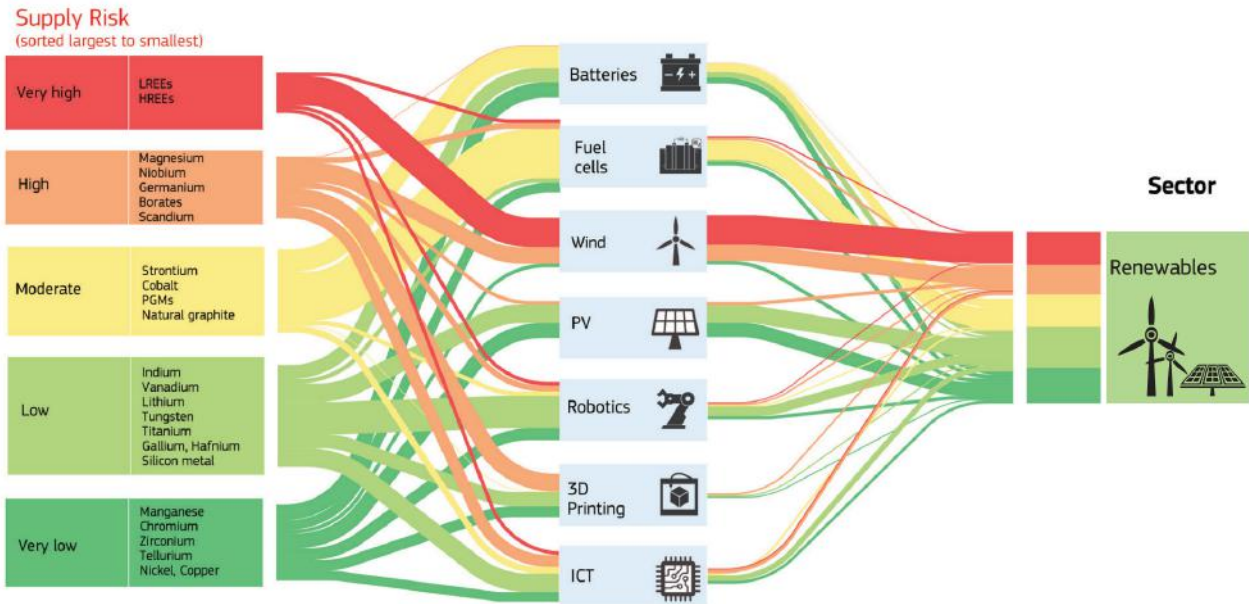 Supply Risk
(sorted largest to smallest)
Very high
LREEs
HREEs
High
Magnesium
Niobium
Germanium
Borates
Scandium
Moderate
Strontium
Cobalt
PGMs
Natural graphite
Low
Indium
Vanadium
Lithium
Tungsten
Titanium
Gallium, Hafnium
Silicon metal
Very low
Manganese
Chromium
Zirconium
Tellurium
Nickel, Copper
Batteries
Fuel
cells
Wind
PV
Robotics
3D
Printing
ICT
Sector
Renewables